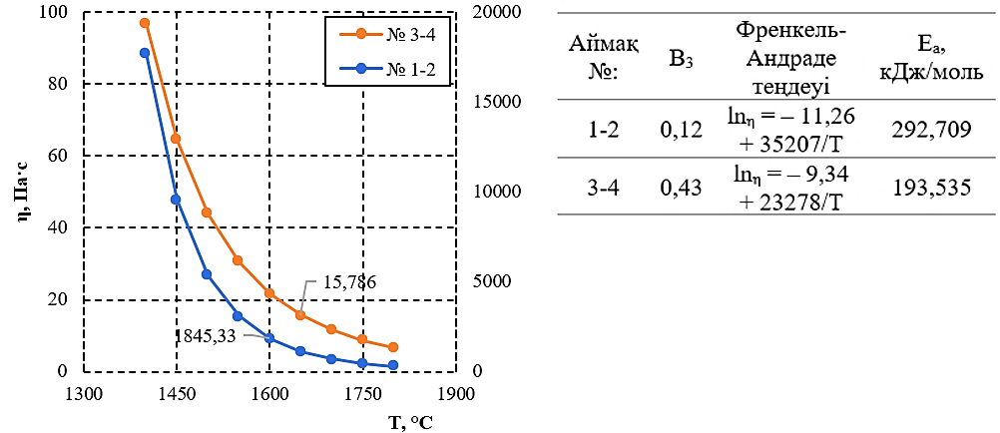 100
80
60
40
20
0
η, Па·с
20000
15000
10000
5000
0
№ 3-4
№ 1-2
15,786
1845,33
1300
1450
1600
1750
1900
T, °C
Аймақ №:
B₃
Френкель-
Андраде
теңдеуі
Eₐ,
кДж/моль
1-2
0,12
lnη = – 11,26
+ 35207/T
292,709
3-4
0,43
lnη = – 9,34
+ 23278/T
193,535